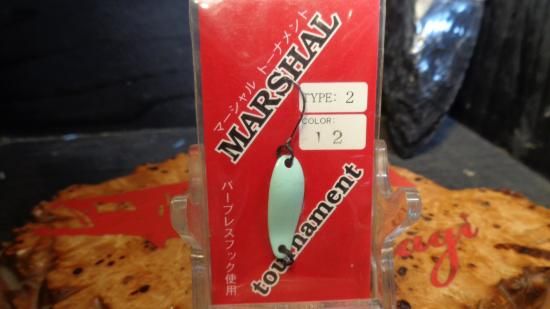 マーシャル トーナメント
MARSHAL
TYPE: 2
COLOR:
12
tournament
バーブレスフック使用
agi